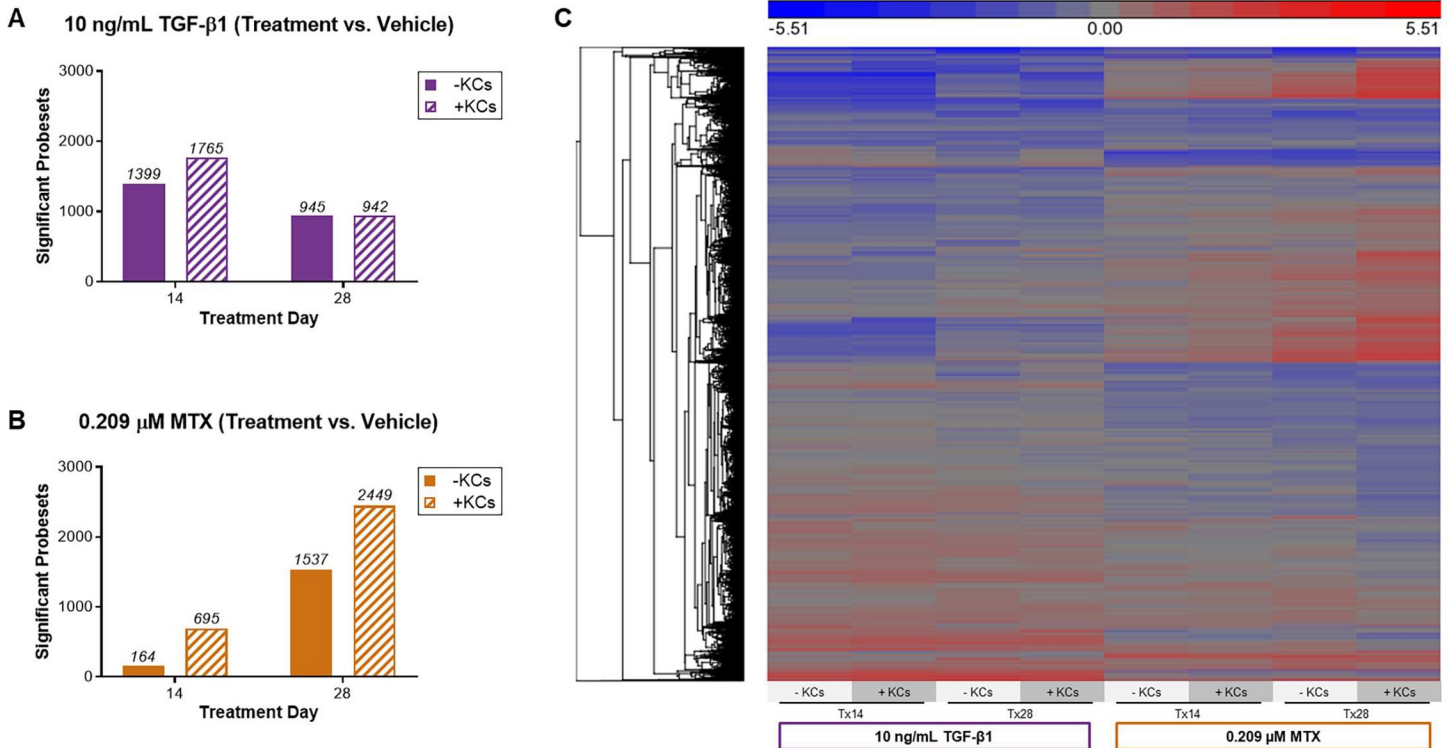 A
10 ng/mL TGF-β1 (Treatment vs. Vehicle)
Significant Probesets
3000
2000
1000
0
1399
1765
945
942
14
28
Treatment Day
-KCs
+KCs
B
0.209 µM MTX (Treatment vs. Vehicle)
Significant Probesets
3000
2000
1000
0
164
695
1537
2449
14
28
Treatment Day
-KCs
+KCs
C
-5.51 0.00 5.51
- KCs + KCs - KCs + KCs - KCs + KCs - KCs + KCs
Tx14 Tx28 Tx14 Tx28
10 ng/mL TGF-β1 0.209 µM MTX